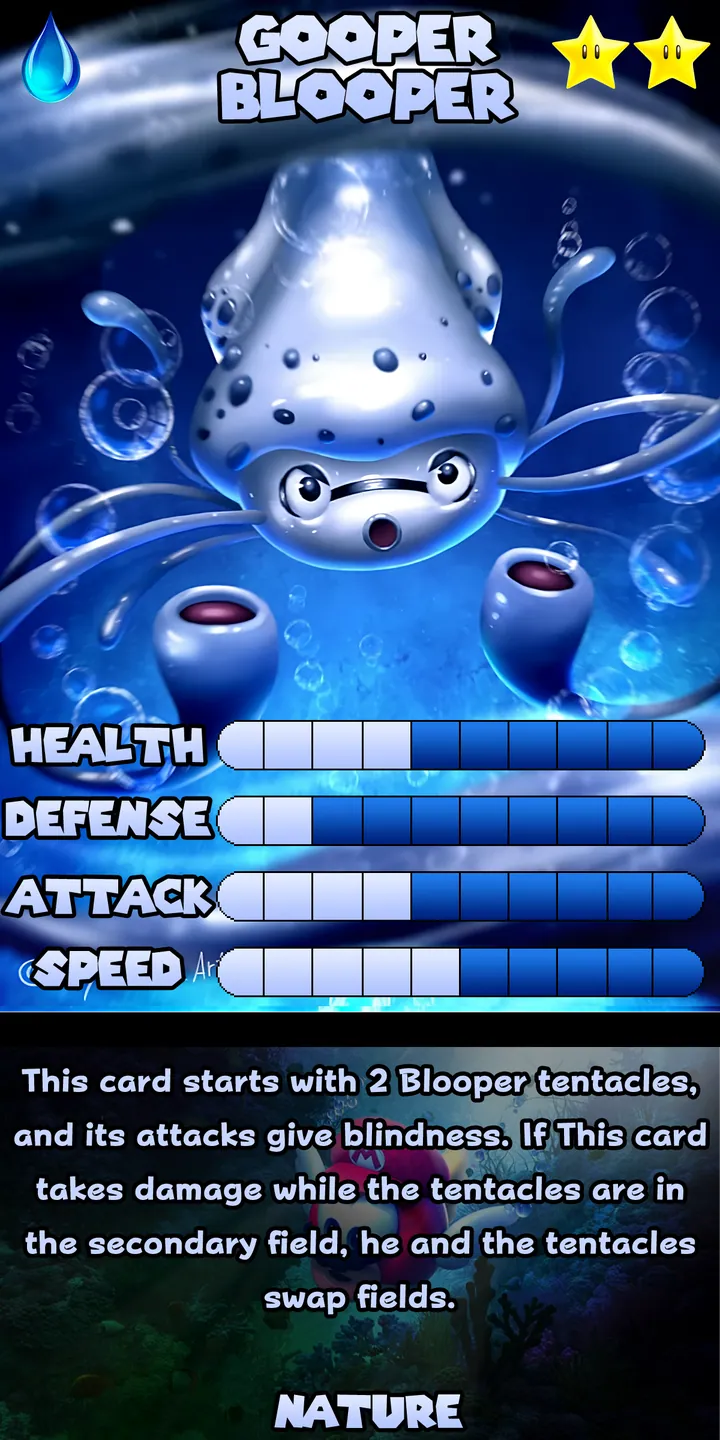 GOOPER
BLOOPER
HEALTH
DEFENSE
ATTACK
SPEED
This card starts with 2 Blooper tentacles,
and its attacks give blindness. If This card
takes damage while the tentacles are in
the secondary field, he and the tentacles
swap fields.
NATURE